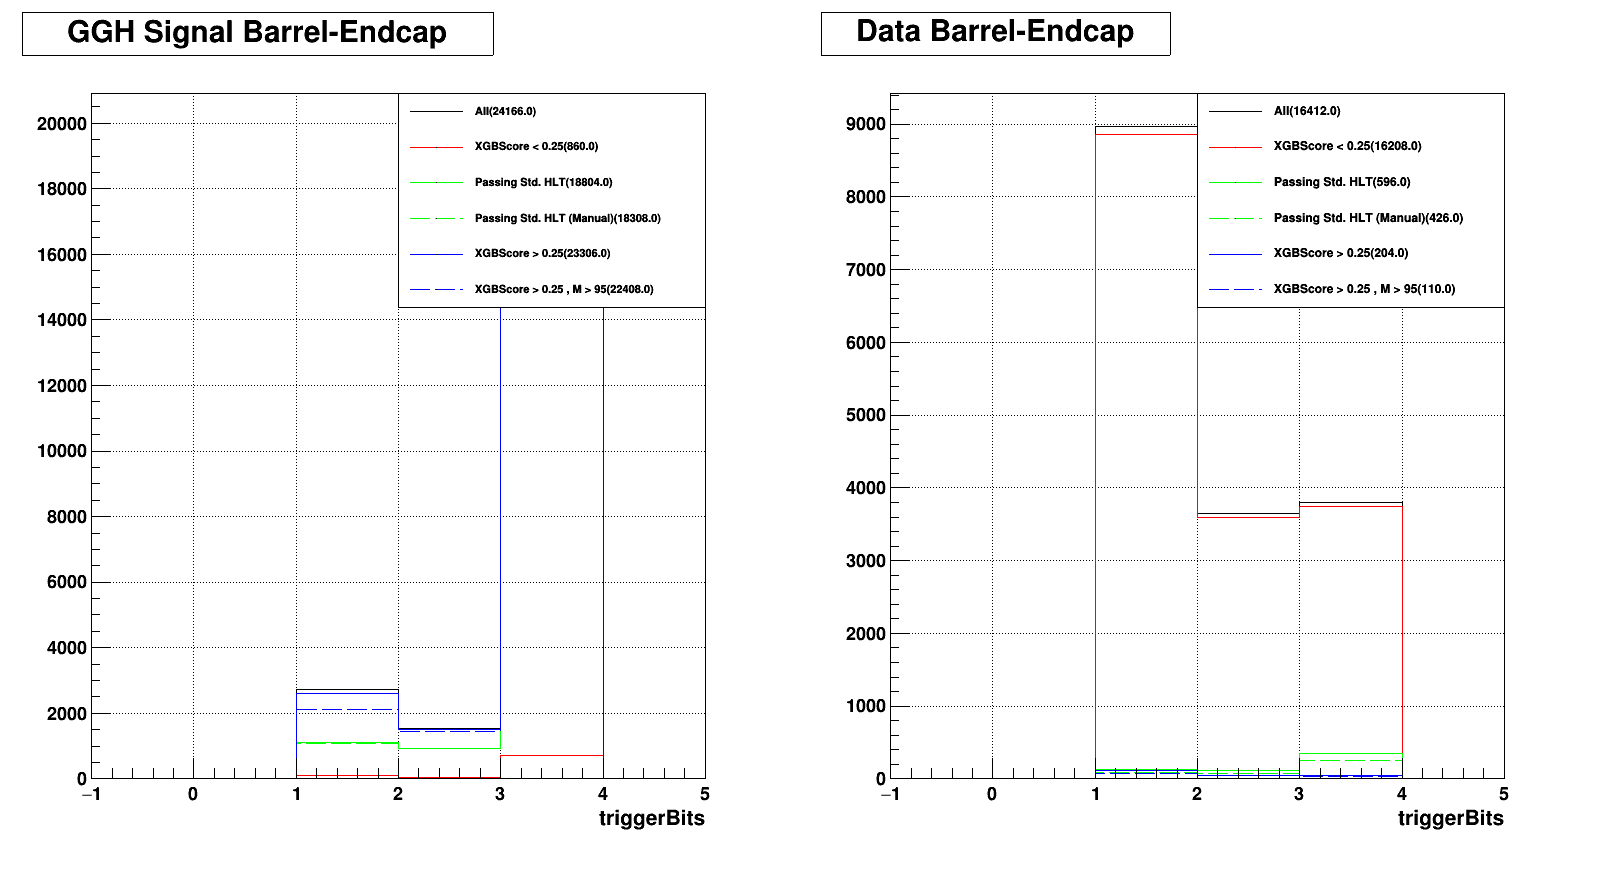 GGH Signal Barrel-Endcap
20000
18000
16000
14000
12000
10000
8000
6000
4000
2000
0
−1 0 1 2 3 4 5
triggerBits
All(24166.0)
XGBScore < 0.25(860.0)
Passing Std. HLT(18804.0)
Passing Std. HLT (Manual)(18308.0)
XGBScore > 0.25(23306.0)
XGBScore > 0.25 , M > 95(22408.0)
Data Barrel-Endcap
9000
8000
7000
6000
5000
4000
3000
2000
1000
0
−1 0 1 2 3 4 5
triggerBits
All(16412.0)
XGBScore < 0.25(16208.0)
Passing Std. HLT(596.0)
Passing Std. HLT (Manual)(426.0)
XGBScore > 0.25(204.0)
XGBScore > 0.25 , M > 95(110.0)